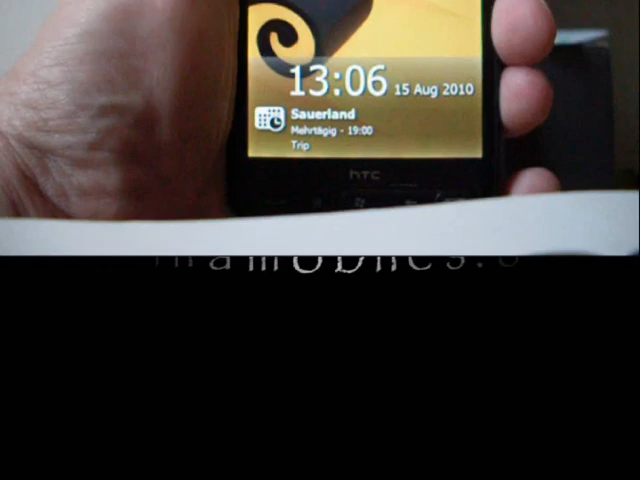 13:06 15 Aug 2010
Sauerland
Mehrtägig - 19:00
Trip
hTC